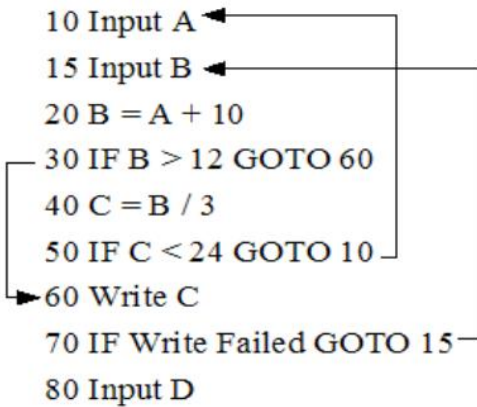 10 Input A
15 Input B
20 B = A + 10
30 IF B > 12 GOTO 60
40 C = B / 3
50 IF C < 24 GOTO 10
60 Write C
70 IF Write Failed GOTO 15
80 Input D